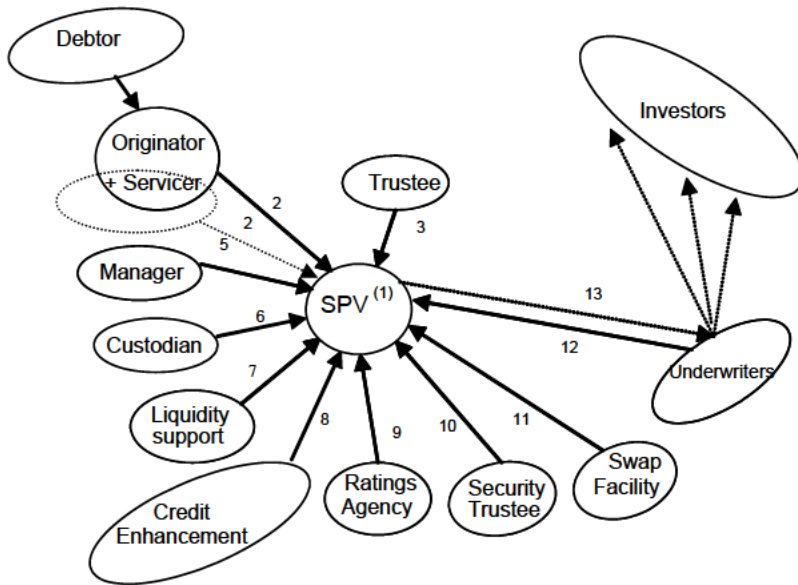 Debtor
Originator
+ Servicer
2
2
Trustee
3
Investors
5
Manager
SPV (1)
13
6
Custodian
12
Underwriters
7
Liquidity
support
8
9
10
11
Credit
Enhancement
Ratings
Agency
Security
Trustee
Swap
Facility